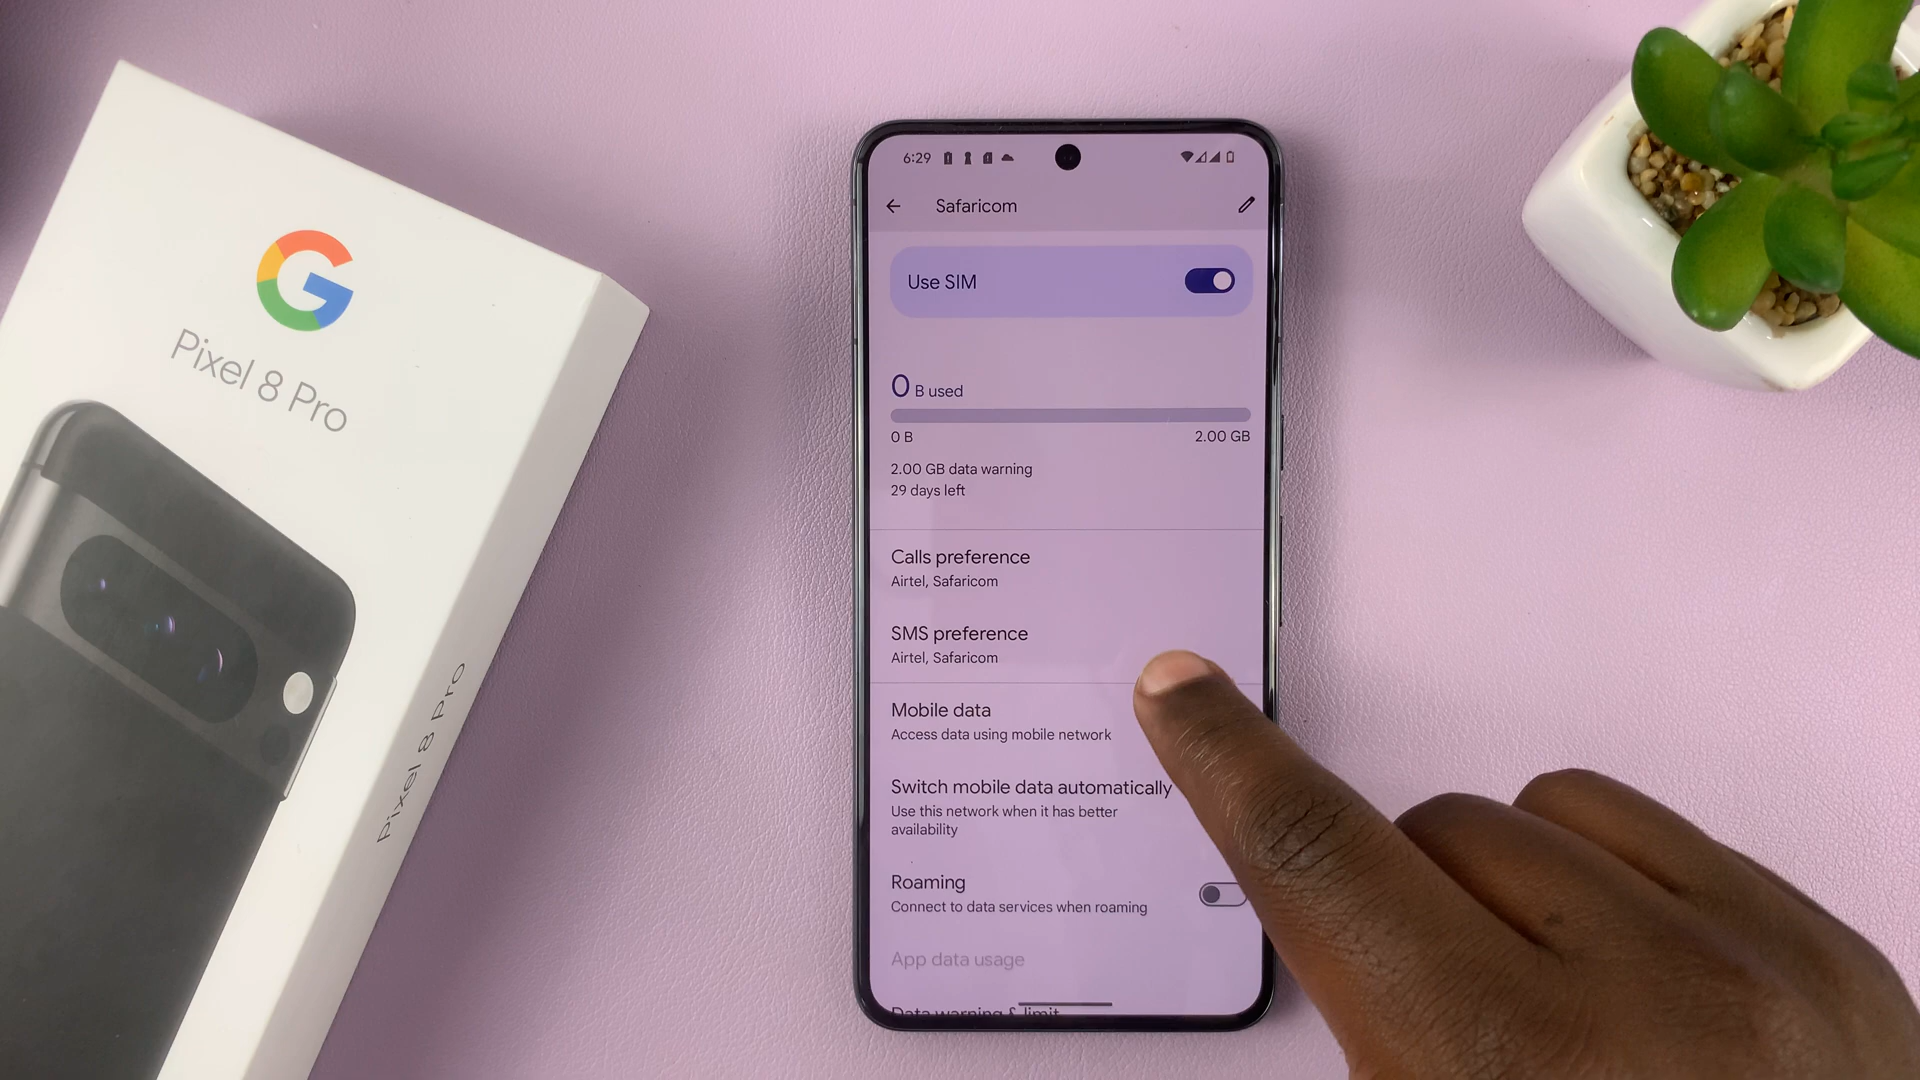 Pixel 8 Pro
Pixel 8 Pro
6:29
Safaricom
Use SIM
0 B used
0 B
2.00 GB
2.00 GB data warning
29 days left
Calls preference
Airtel, Safaricom
SMS preference
Airtel, Safaricom
Mobile data
Access data using mobile network
Switch mobile data automatically
Use this network when it has better
availability
Roaming
Connect to data services when roaming
App data usage
Data warning & limit